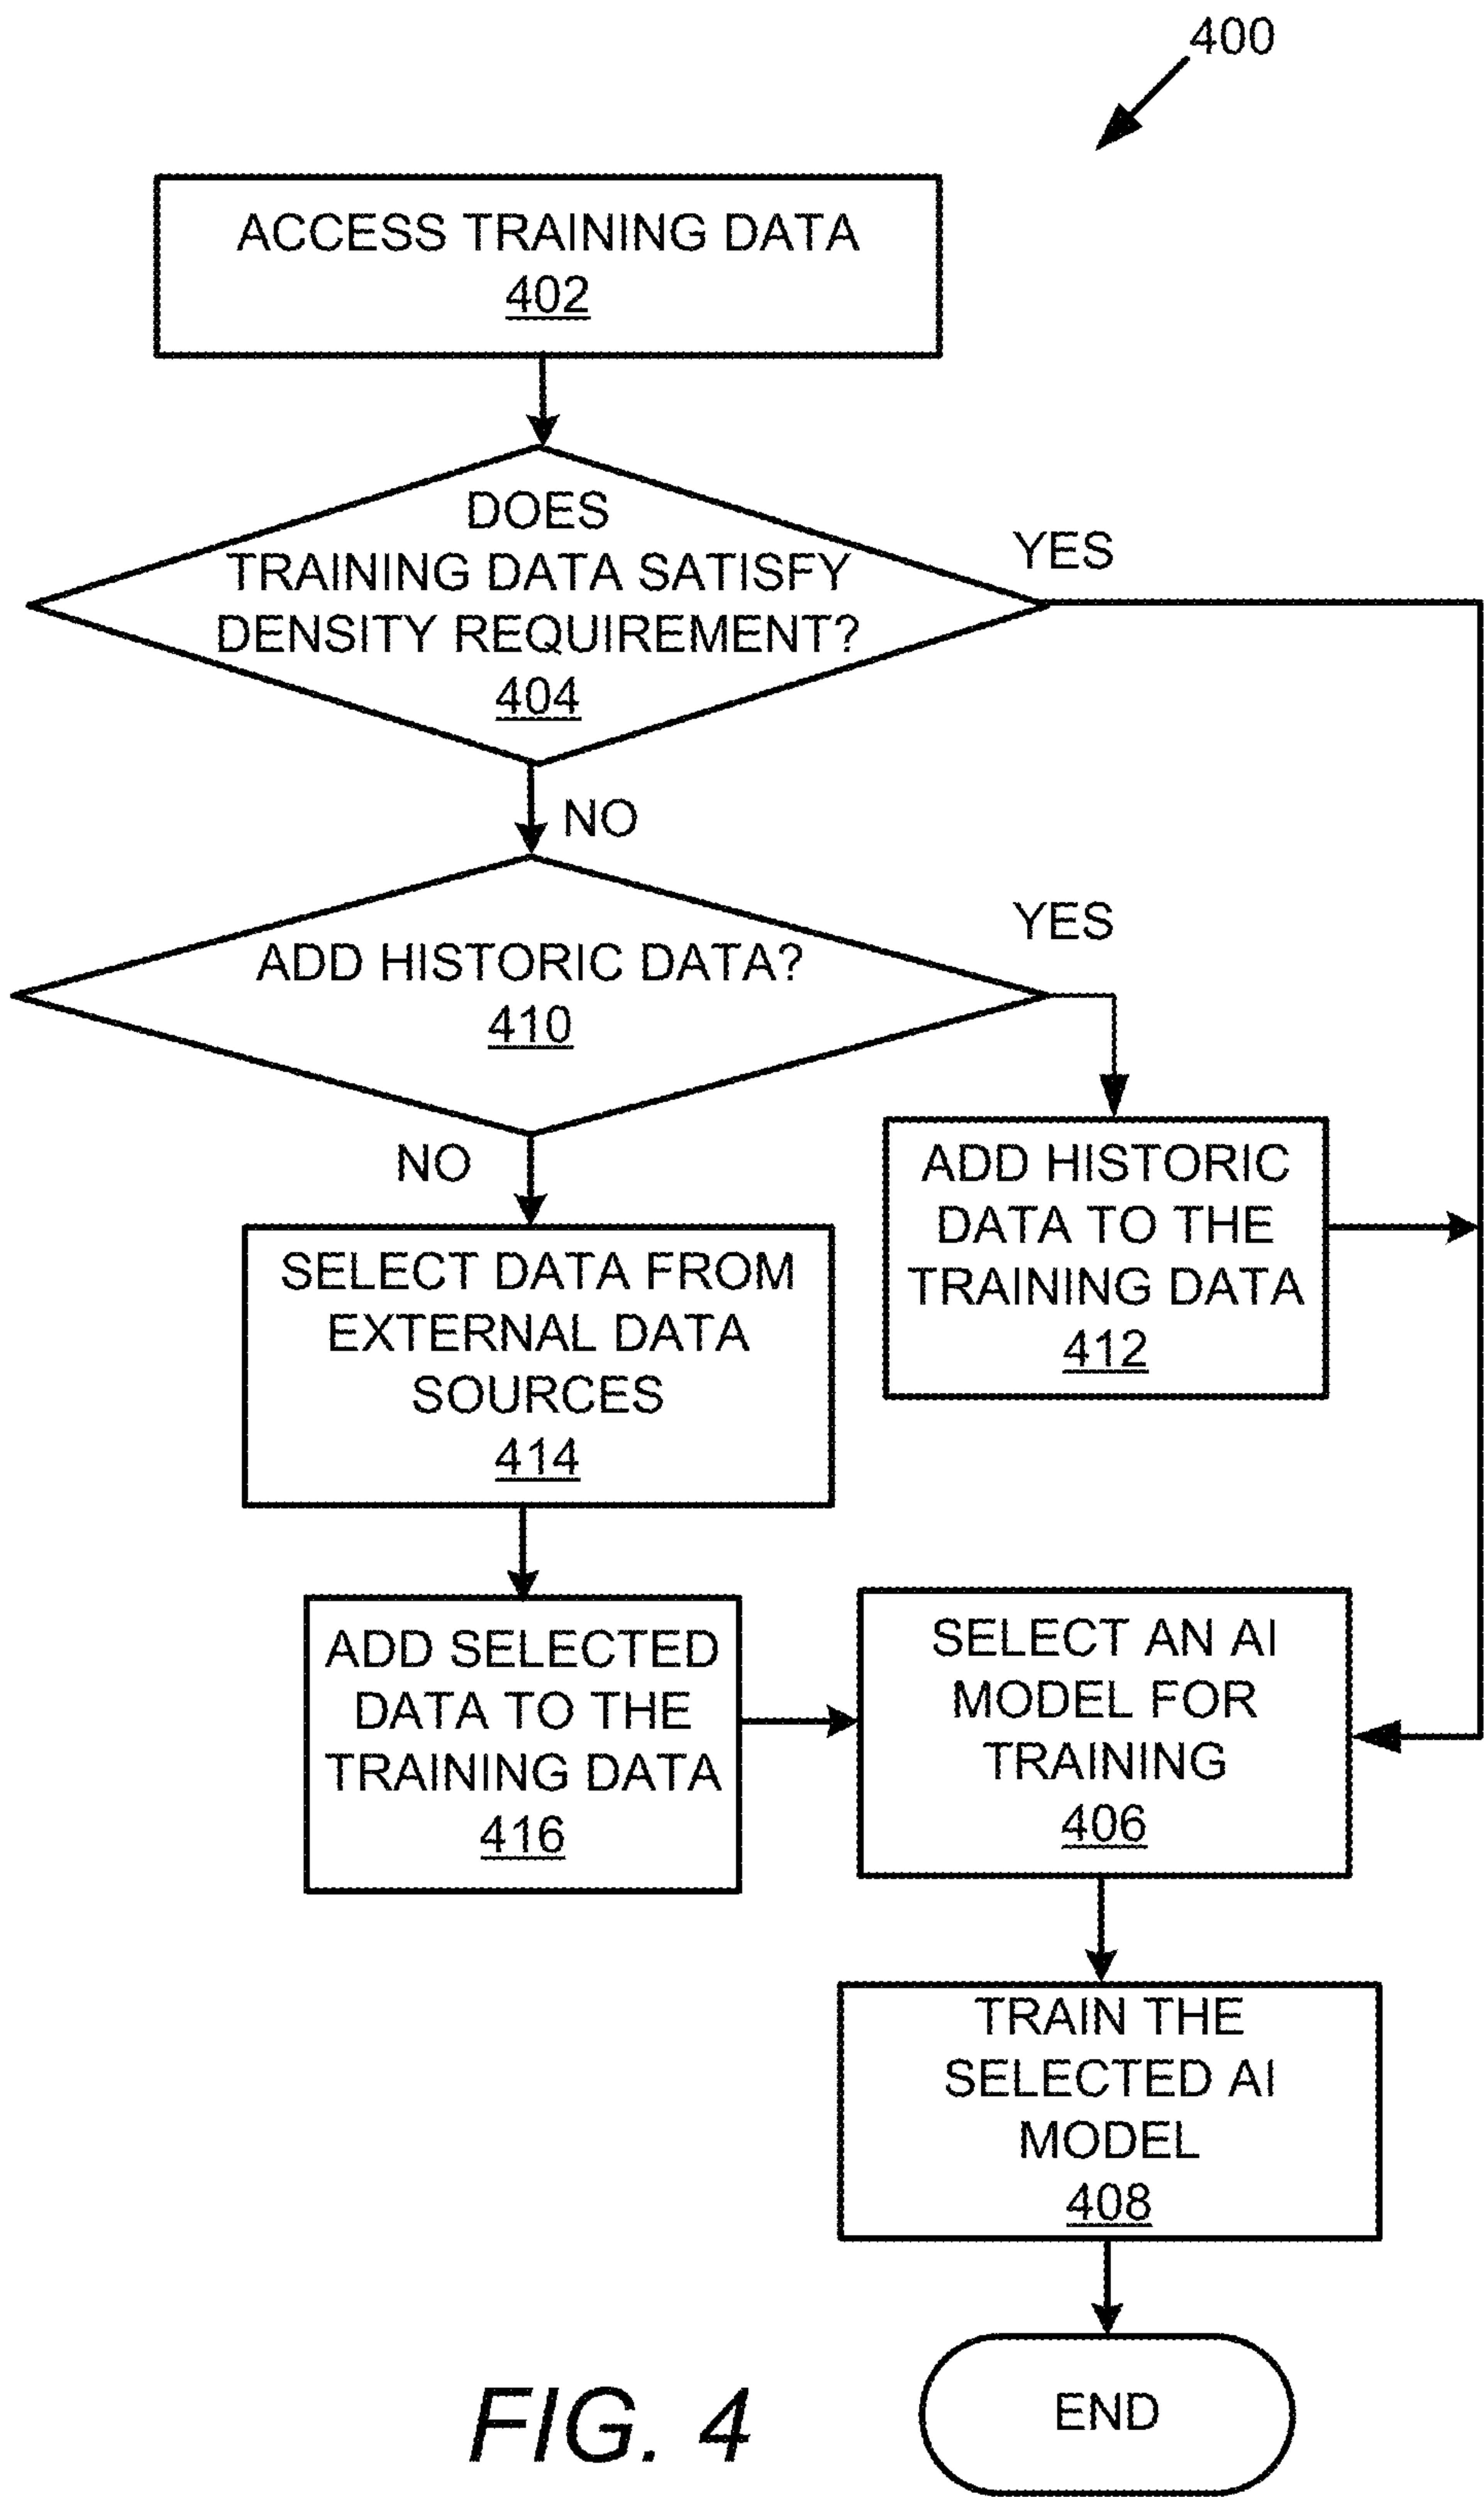 400
ACCESS TRAINING DATA
402
DOES
TRAINING DATA SATISFY
DENSITY REQUIREMENT?
404
YES
NO
ADD HISTORIC DATA?
410
YES
NO
ADD HISTORIC
DATA TO THE
TRAINING DATA
412
SELECT DATA FROM
EXTERNAL DATA
SOURCES
414
ADD SELECTED
DATA TO THE
TRAINING DATA
416
SELECT AN AI
MODEL FOR
TRAINING
406
TRAIN THE
SELECTED AI
MODEL
408
END
FIG. 4